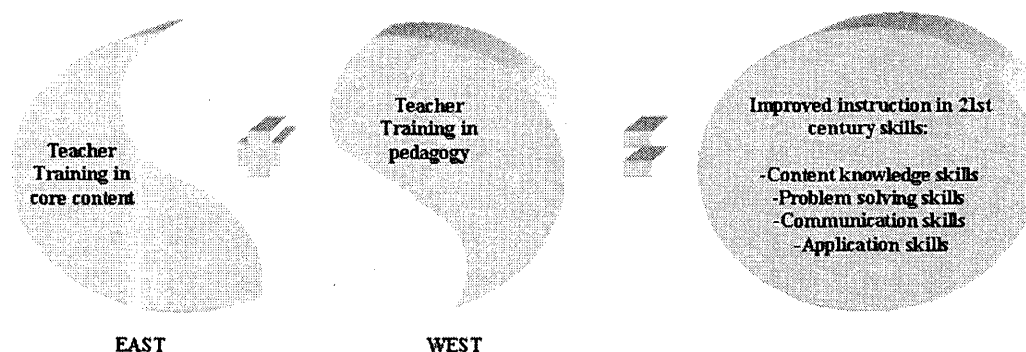 Teacher
Training in
core content
Teacher
Training in
pedagogy
Improved instruction in 21st
century skills:
-Content knowledge skills
-Problem solving skills
-Communication skills
-Application skills
EAST
WEST